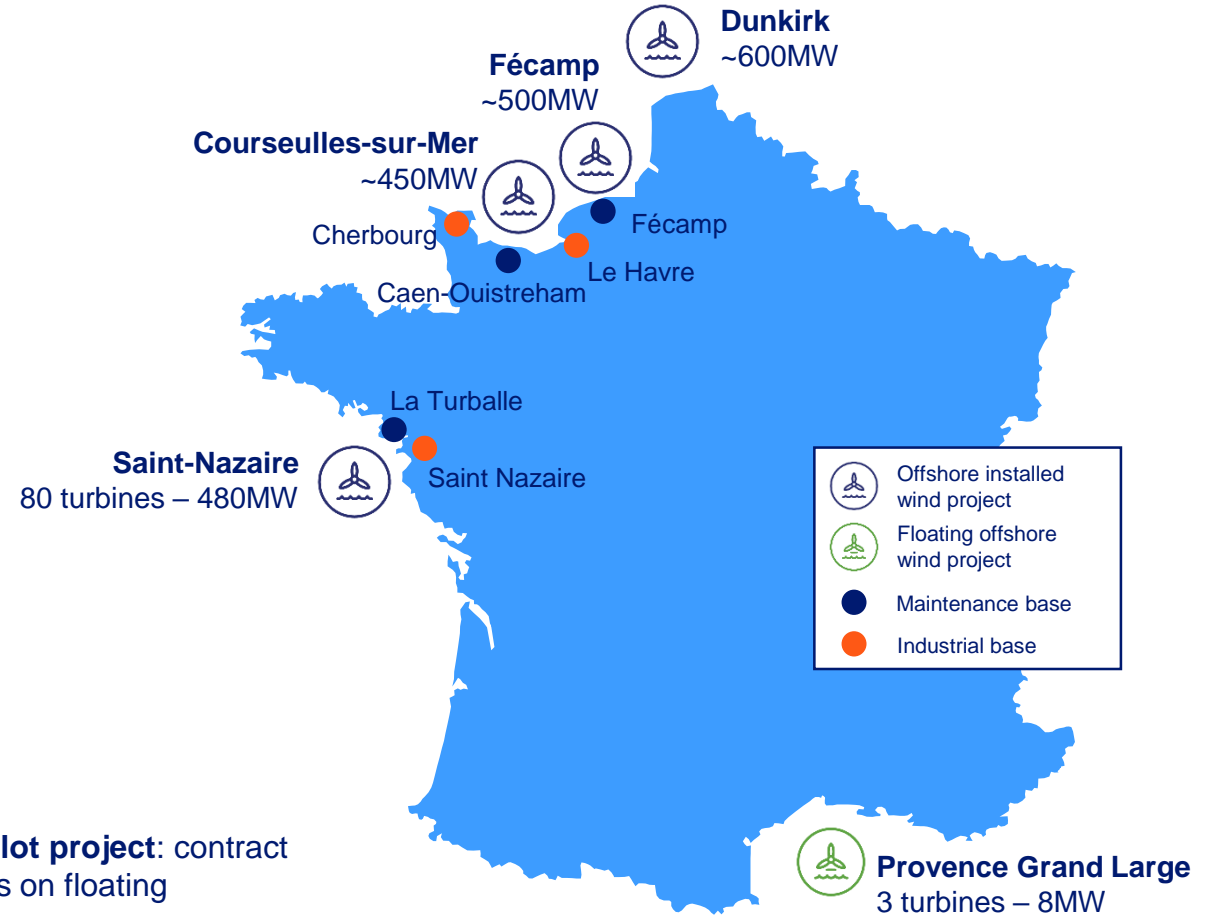 Dunkirk
~600MW
Fécamp
~500MW
Courseulles-sur-Mer
~450MW
Cherbourg
Fécamp
Le Havre
Caen-Ouistreham
La Turballe
Saint-Nazaire
80 turbines – 480MW
Saint Nazaire
Offshore installed
wind project
Floating offshore
wind project
Maintenance base
Industrial base
lot project: contract
s on floating
Provence Grand Large
3 turbines – 8MW